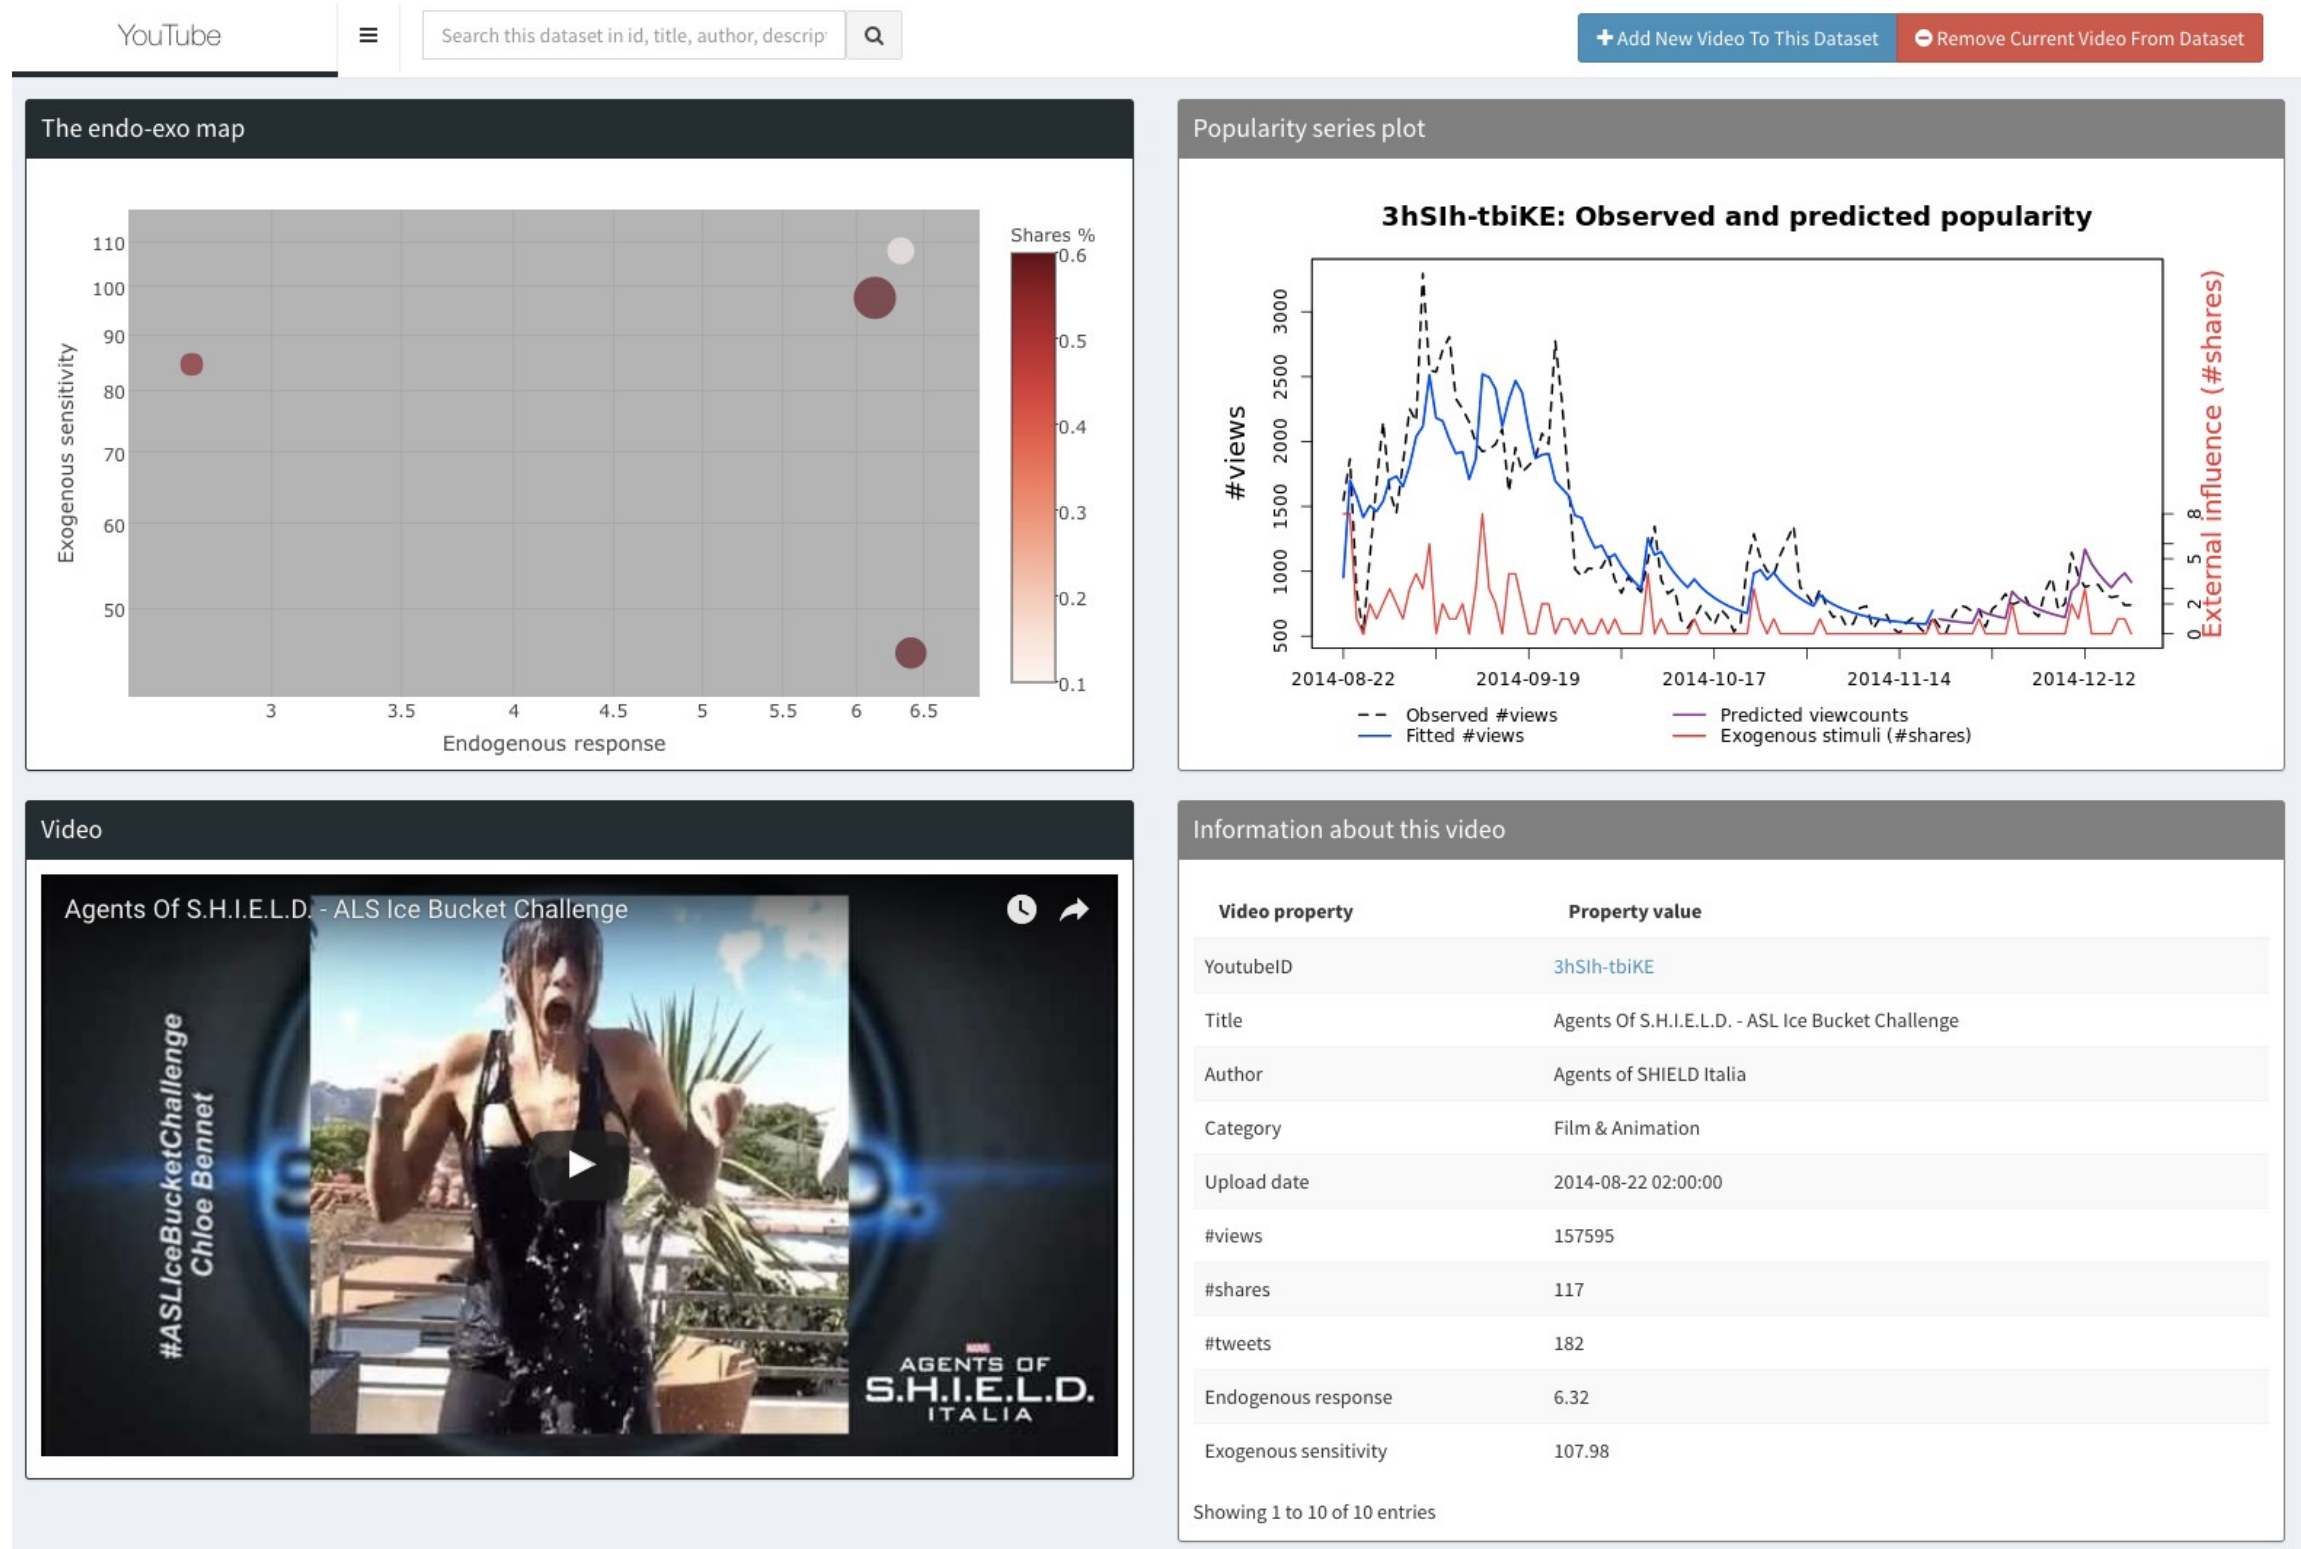 YouTube
Search this dataset in id, title, author, descrip
Add New Video To This Dataset
Remove Current Video From Dataset
The endo-exo map
Shares %
110
100
90
80
70
60
50
Exogenous sensitivity
3
3.5
4
4.5
5
5.5
6
6.5
Endogenous response
0.6
0.5
0.4
0.3
0.2
0.1
Popularity series plot
3hSIh-tbiKE: Observed and predicted popularity
#views
3000
2500
2000
1500
1000
500
8
5
2
0
External influence (#shares)
2014-08-22
2014-09-19
2014-10-17
2014-11-14
2014-12-12
Observed #views
Fitted #views
Predicted viewcounts
Exogenous stimuli (#shares)
Video
Agents Of S.H.I.E.L.D. - ALS Ice Bucket Challenge
#ASLIceBucketChallenge
Chloe Bennet
MARVEL
AGENTS OF
S.H.I.E.L.D.
ITALIA
Information about this video
Video property Property value
YoutubeID 3hSIh-tbiKE
Title Agents Of S.H.I.E.L.D. - ASL Ice Bucket Challenge
Author Agents of SHIELD Italia
Category Film & Animation
Upload date 2014-08-22 02:00:00
#views 157595
#shares 117
#tweets 182
Endogenous response 6.32
Exogenous sensitivity 107.98
Showing 1 to 10 of 10 entries